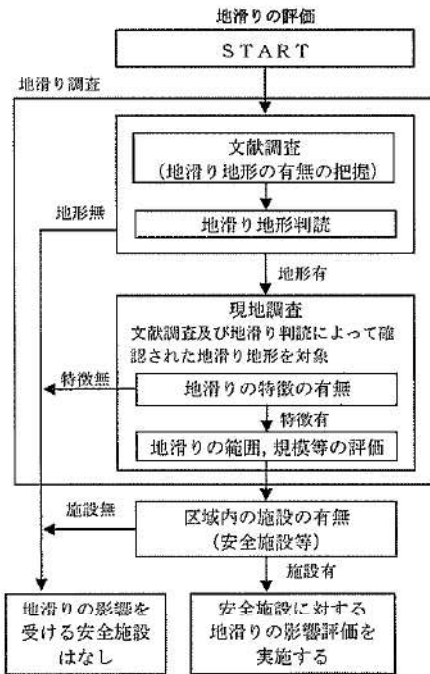 地滑りの評価
START
地滑り調査
文献調査
(地滑り地形の有無の把握)
地形無
地滑り地形判読
地形有
現地調査
文献調査及び地滑り判読によって確
認された地滑り地形を対象
特徴無
地滑りの特徴の有無
特徴有
地滑りの範囲,規模等の評価
施設無
区域内の施設の有無
(安全施設等)
施設有
地滑りの影響を
受ける安全施設
はなし
安全施設に対する
地滑りの影響評価を
実施する